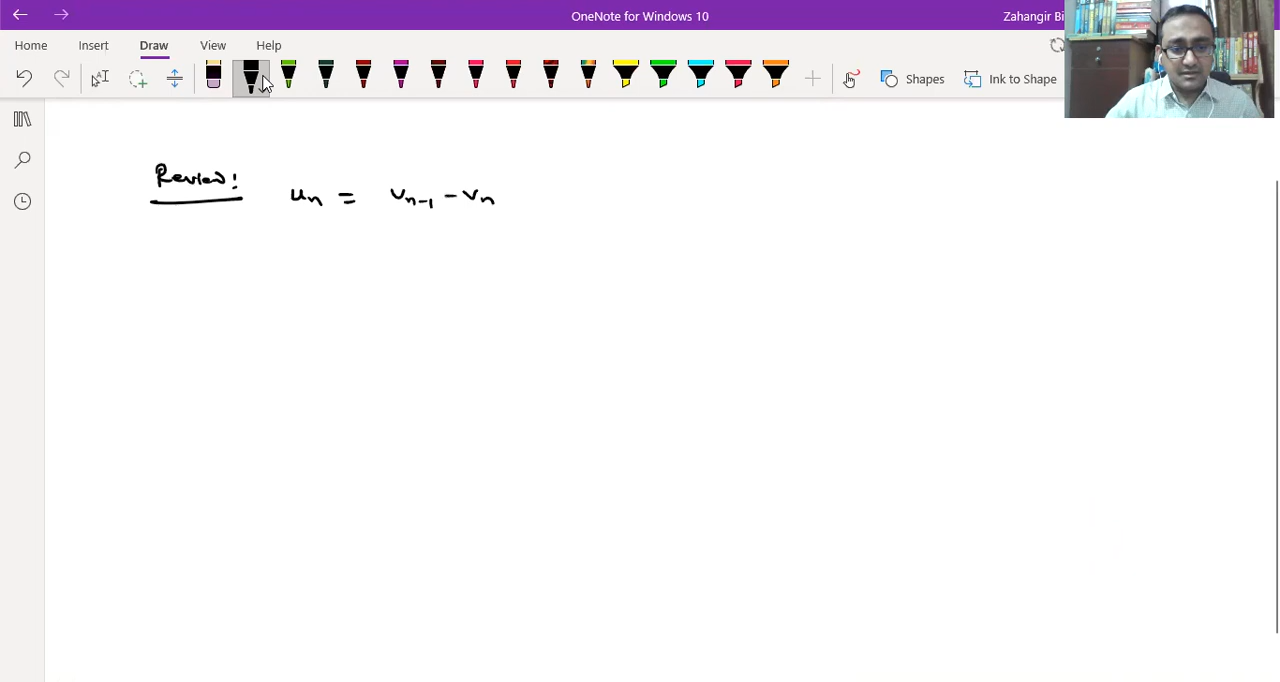 OneNote for Windows 10
Zahangir Bi
Home Insert Draw View Help
Shapes Ink to Shape
Review: uₙ = vₙ₋₁ - vₙ